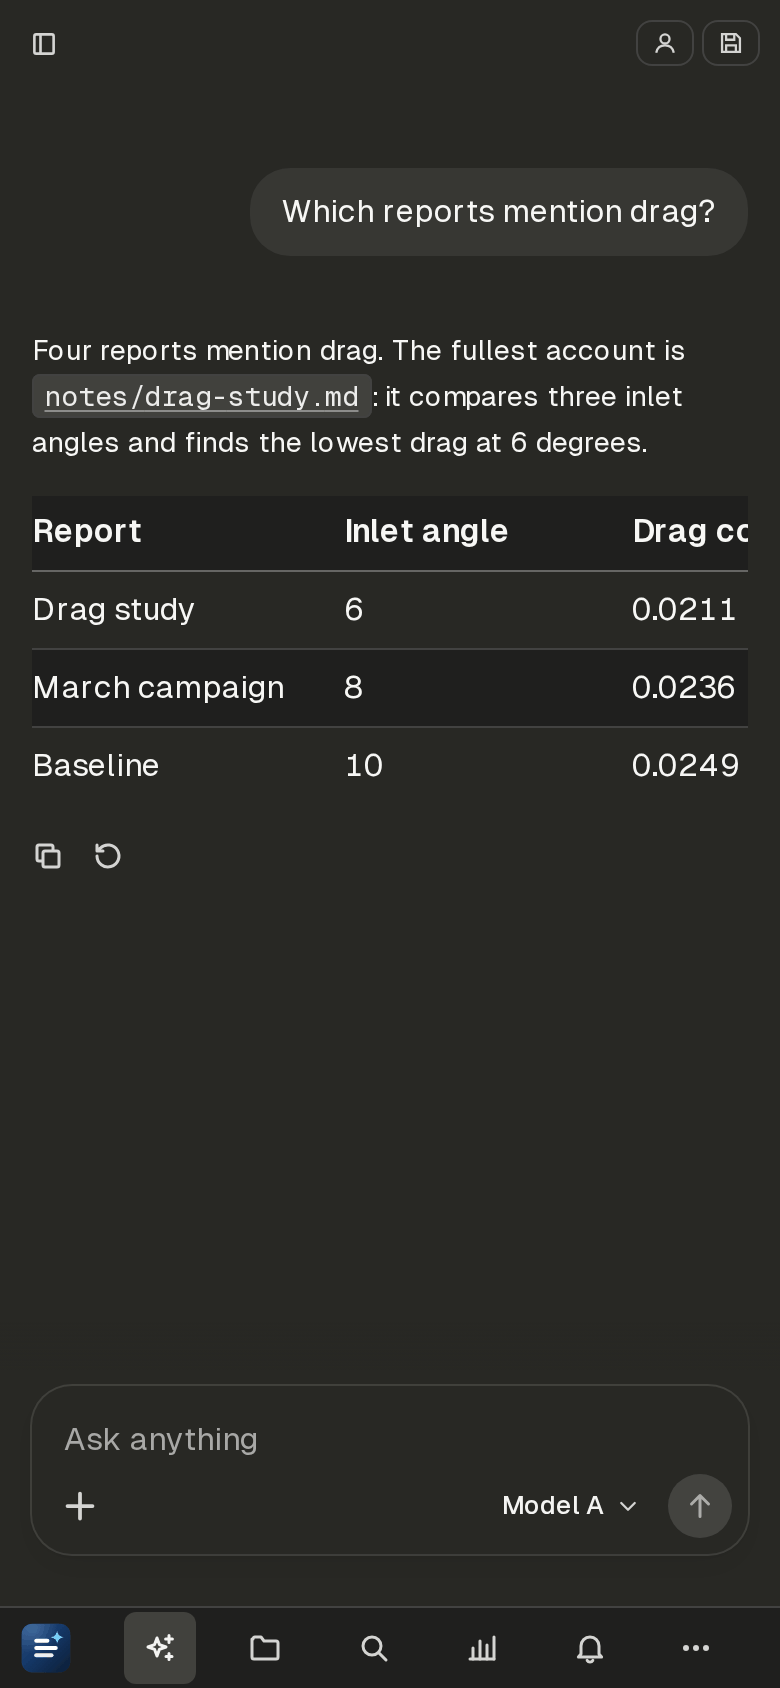 Which reports mention drag?
Four reports mention drag. The fullest account is
notes/drag-study.md: it compares three inlet
angles and finds the lowest drag at 6 degrees.
Report Inlet angle Drag
Drag study 6 0.0211
March campaign 8 0.0236
Baseline 10 0.0249
Ask anything
Model A